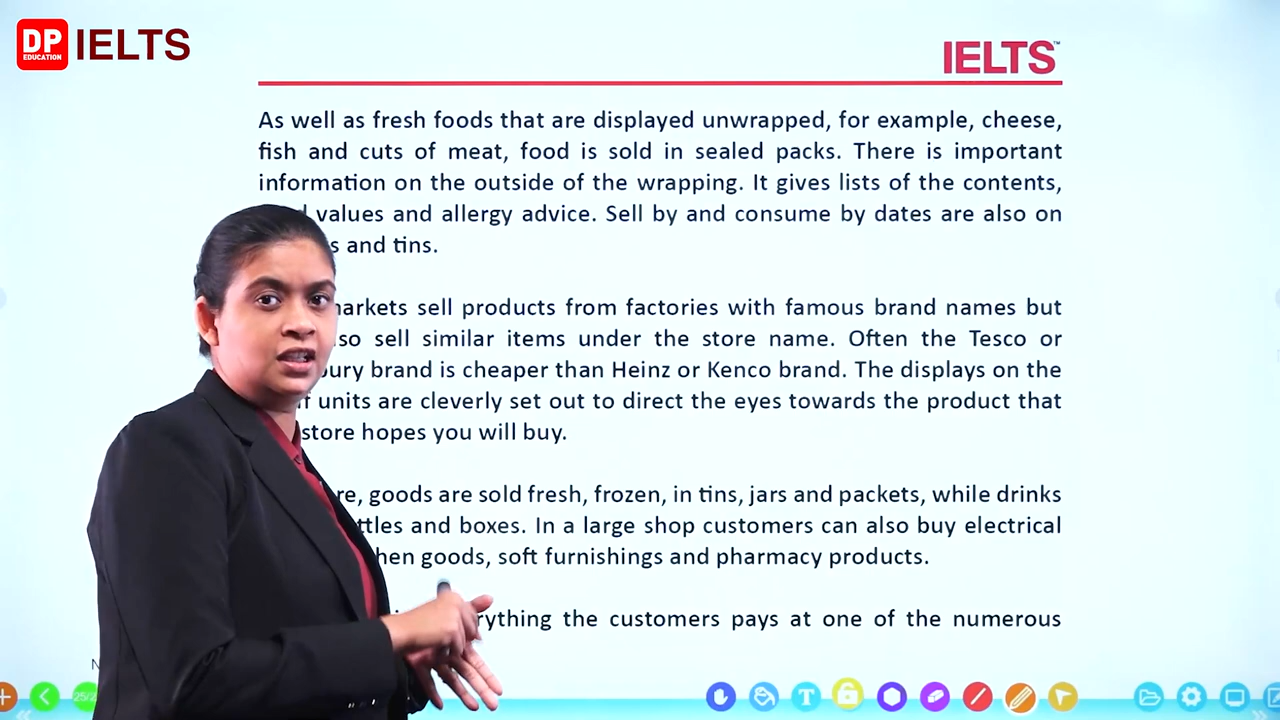 DP
EDUCATION
IELTS
IELTS™
As well as fresh foods that are displayed unwrapped, for example, cheese,
fish and cuts of meat, food is sold in sealed packs. There is important
information on the outside of the wrapping. It gives lists of the contents,
values and allergy advice. Sell by and consume by dates are also on
and tins.
sell products from factories with famous brand names but
sell similar items under the store name. Often the Tesco or
brand is cheaper than Heinz or Kenco brand. The displays on the
units are cleverly set out to direct the eyes towards the product that
store hopes you will buy.
goods are sold fresh, frozen, in tins, jars and packets, while drinks
and boxes. In a large shop customers can also buy electrical
goods, soft furnishings and pharmacy products.
the customers pays at one of the numerous